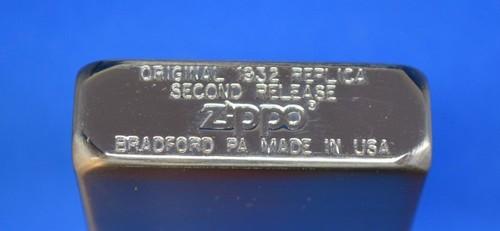 ORIGINAL 1932 REPLICA
SECOND RELEASE
Zippo®
BRADFORD PA MADE IN USA